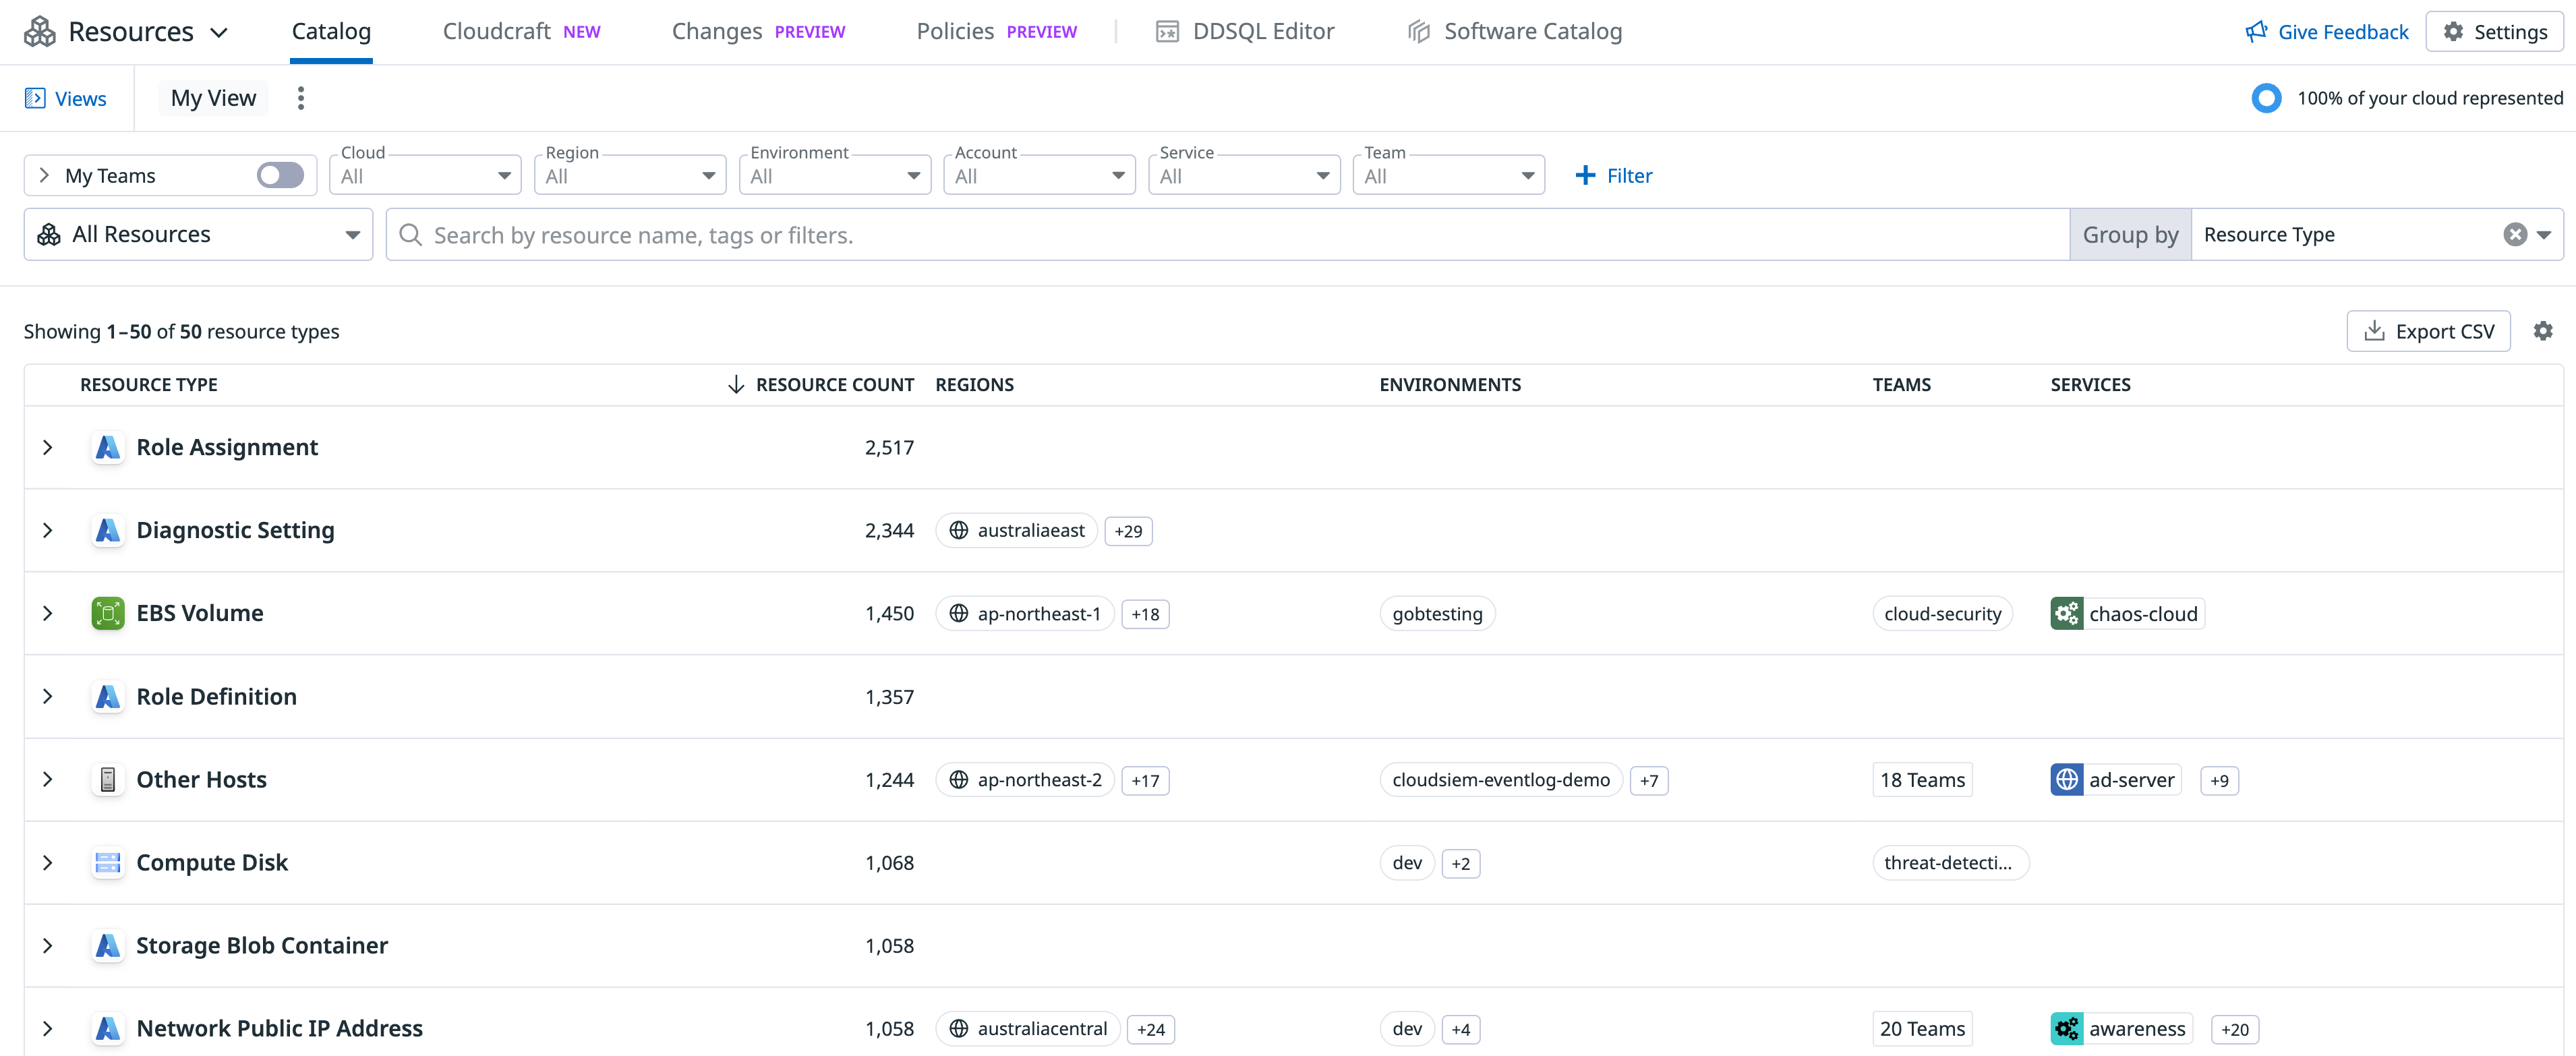 Resources Catalog Cloudcraft NEW Changes PREVIEW Policies PREVIEW DDSQL Editor Software Catalog Give Feedback Settings
Views My View 100% of your cloud represented
My Teams Cloud All Region All Environment All Account All Service All Team All Filter
All Resources Search by resource name, tags or filters. Group by Resource Type
Showing 1–50 of 50 resource types Export CSV
RESOURCE TYPE RESOURCE COUNT REGIONS ENVIRONMENTS TEAMS SERVICES
Role Assignment 2,517
Diagnostic Setting 2,344 australiaeast +29
EBS Volume 1,450 ap-northeast-1 +18 gobtesting cloud-security chaos-cloud
Role Definition 1,357
Other Hosts 1,244 ap-northeast-2 +17 cloudsiem-eventlog-demo +7 18 Teams ad-server +9
Compute Disk 1,068 dev +2 threat-detecti...
Storage Blob Container 1,058
Network Public IP Address 1,058 australiacentral +24 dev +4 20 Teams awareness +20